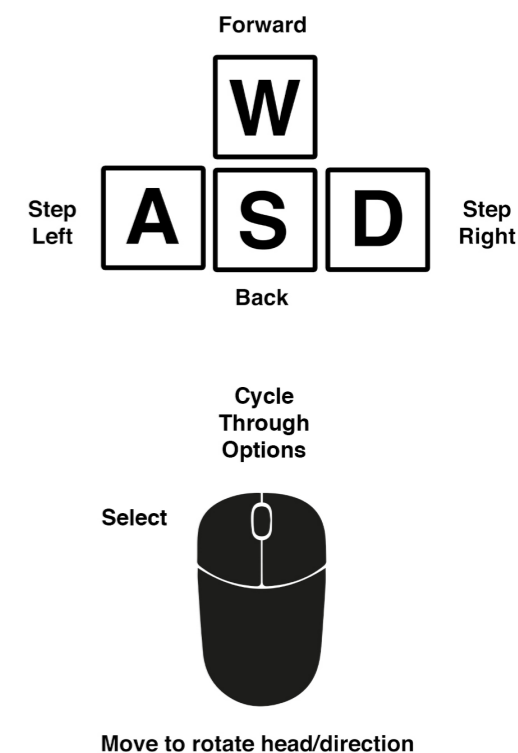 Forward
W
Step
Left
A S D
Step
Right
Back
Cycle
Through
Options
Select
Move to rotate head/direction